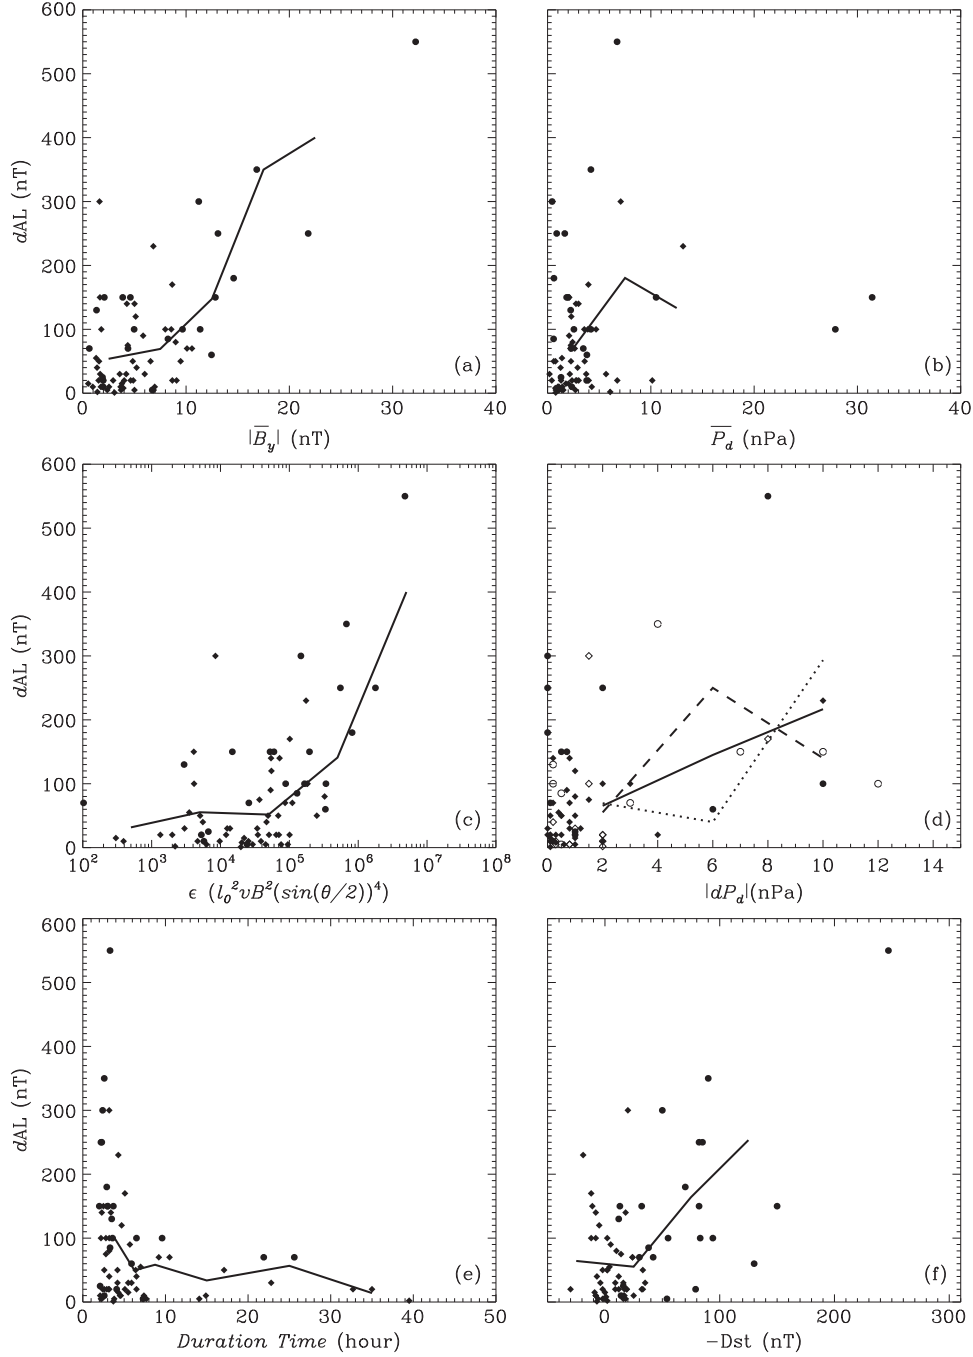 600
500
400
300
200
100
0
dAL (nT)
(a)
0 10 20 30 40
|B̅y| (nT)
(b)
0 10 20 30 40
P̅d (nPa)
600
500
400
300
200
100
0
dAL (nT)
(c)
10² 10³ 10⁴ 10⁵ 10⁶ 10⁷ 10⁸
ϵ (l₀²vB²(sin(θ/2))⁴)
(d)
0 2 4 6 8 10 12 14
|dPd|(nPa)
600
500
400
300
200
100
0
dAL (nT)
(e)
0 10 20 30 40 50
Duration Time (hour)
(f)
0 100 200 300
−Dst (nT)